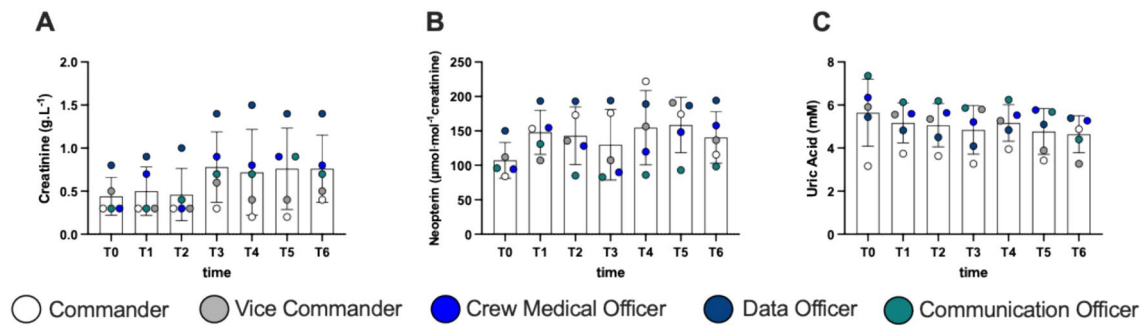 A
B
C
Creatinine (g.L-1)
2.0
1.5
1.0
0.5
0.0
T0 T1 T2 T3 T4 T5 T6
time
Neopterin (µmol·mol-1creatinine)
250
200
150
100
50
0
T0 T1 T2 T3 T4 T5 T6
time
Uric Acid (mM)
8
6
4
2
0
T0 T1 T2 T3 T4 T5 T6
time
Commander Vice Commander Crew Medical Officer Data Officer Communication Officer